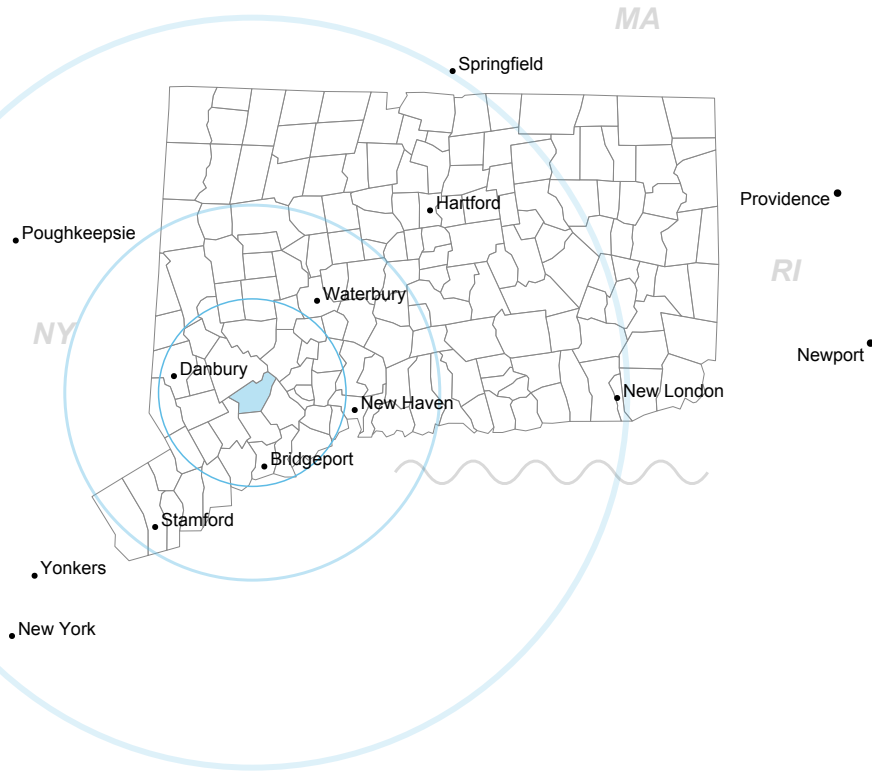 MA
Springfield
Providence
Hartford
Poughkeepsie
RI
Waterbury
NY
Newport
Danbury
New London
New Haven
Bridgeport
Stamford
Yonkers
New York